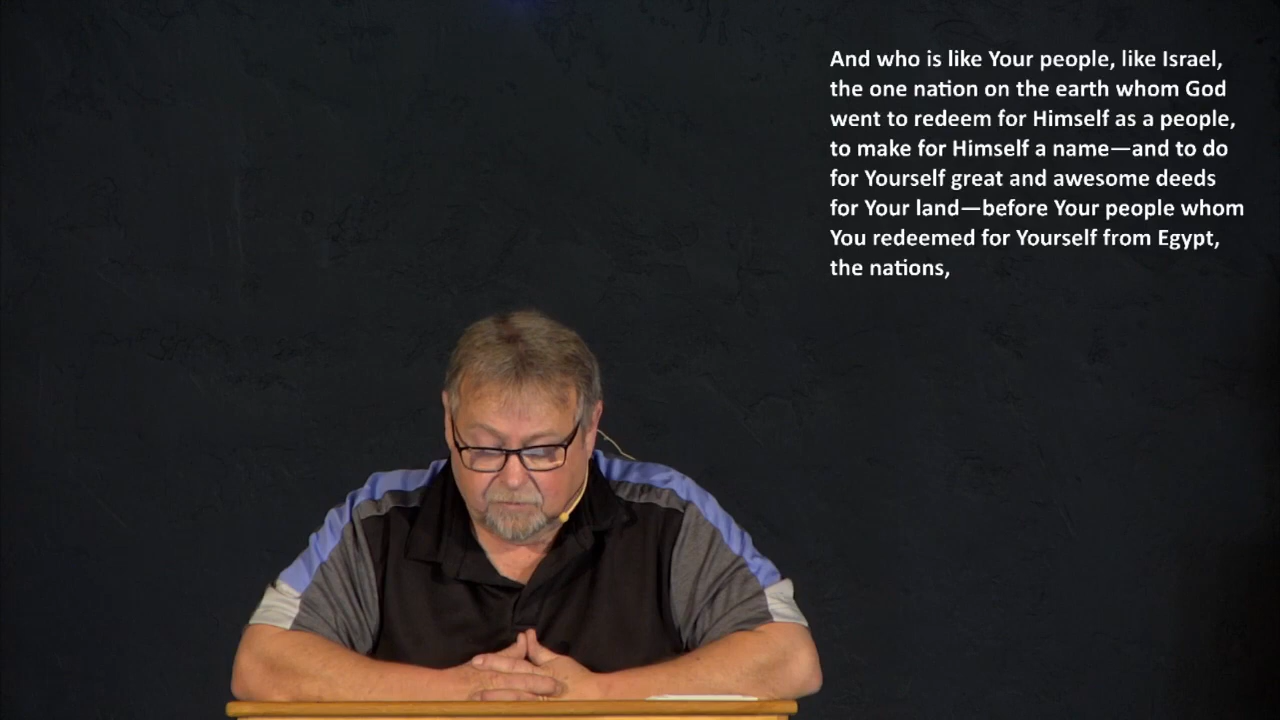 And who is like Your people, like Israel,
the one nation on the earth whom God
went to redeem for Himself as a people,
to make for Himself a name—and to do
for Yourself great and awesome deeds
for Your land—before Your people whom
You redeemed for Yourself from Egypt,
the nations,